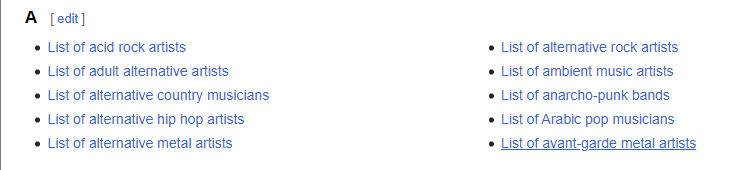 A [ edit ]
List of acid rock artists
List of adult alternative artists
List of alternative country musicians
List of alternative hip hop artists
List of alternative metal artists
List of alternative rock artists
List of ambient music artists
List of anarcho-punk bands
List of Arabic pop musicians
List of avant-garde metal artists